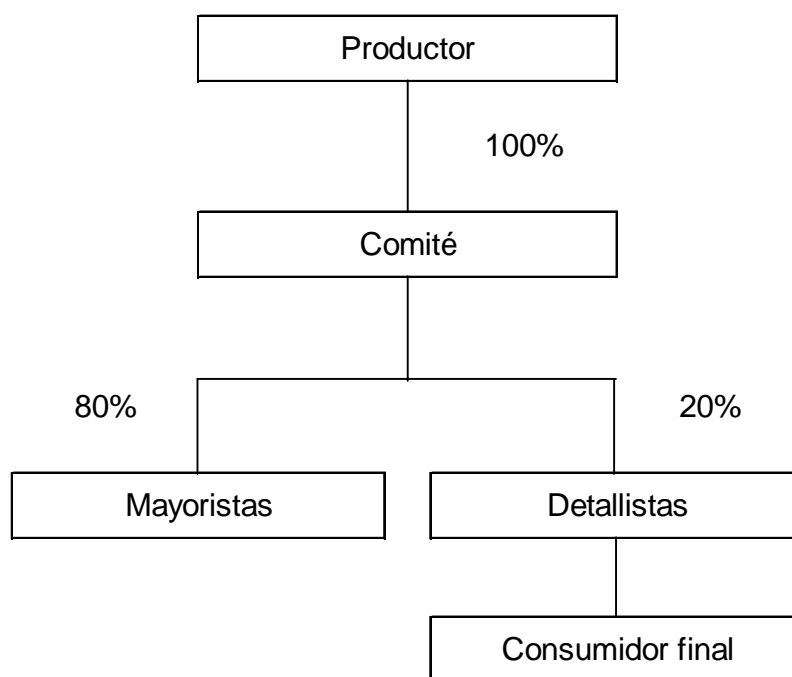 Productor
100%
Comité
80%
20%
Mayoristas
Detallistas
Consumidor final